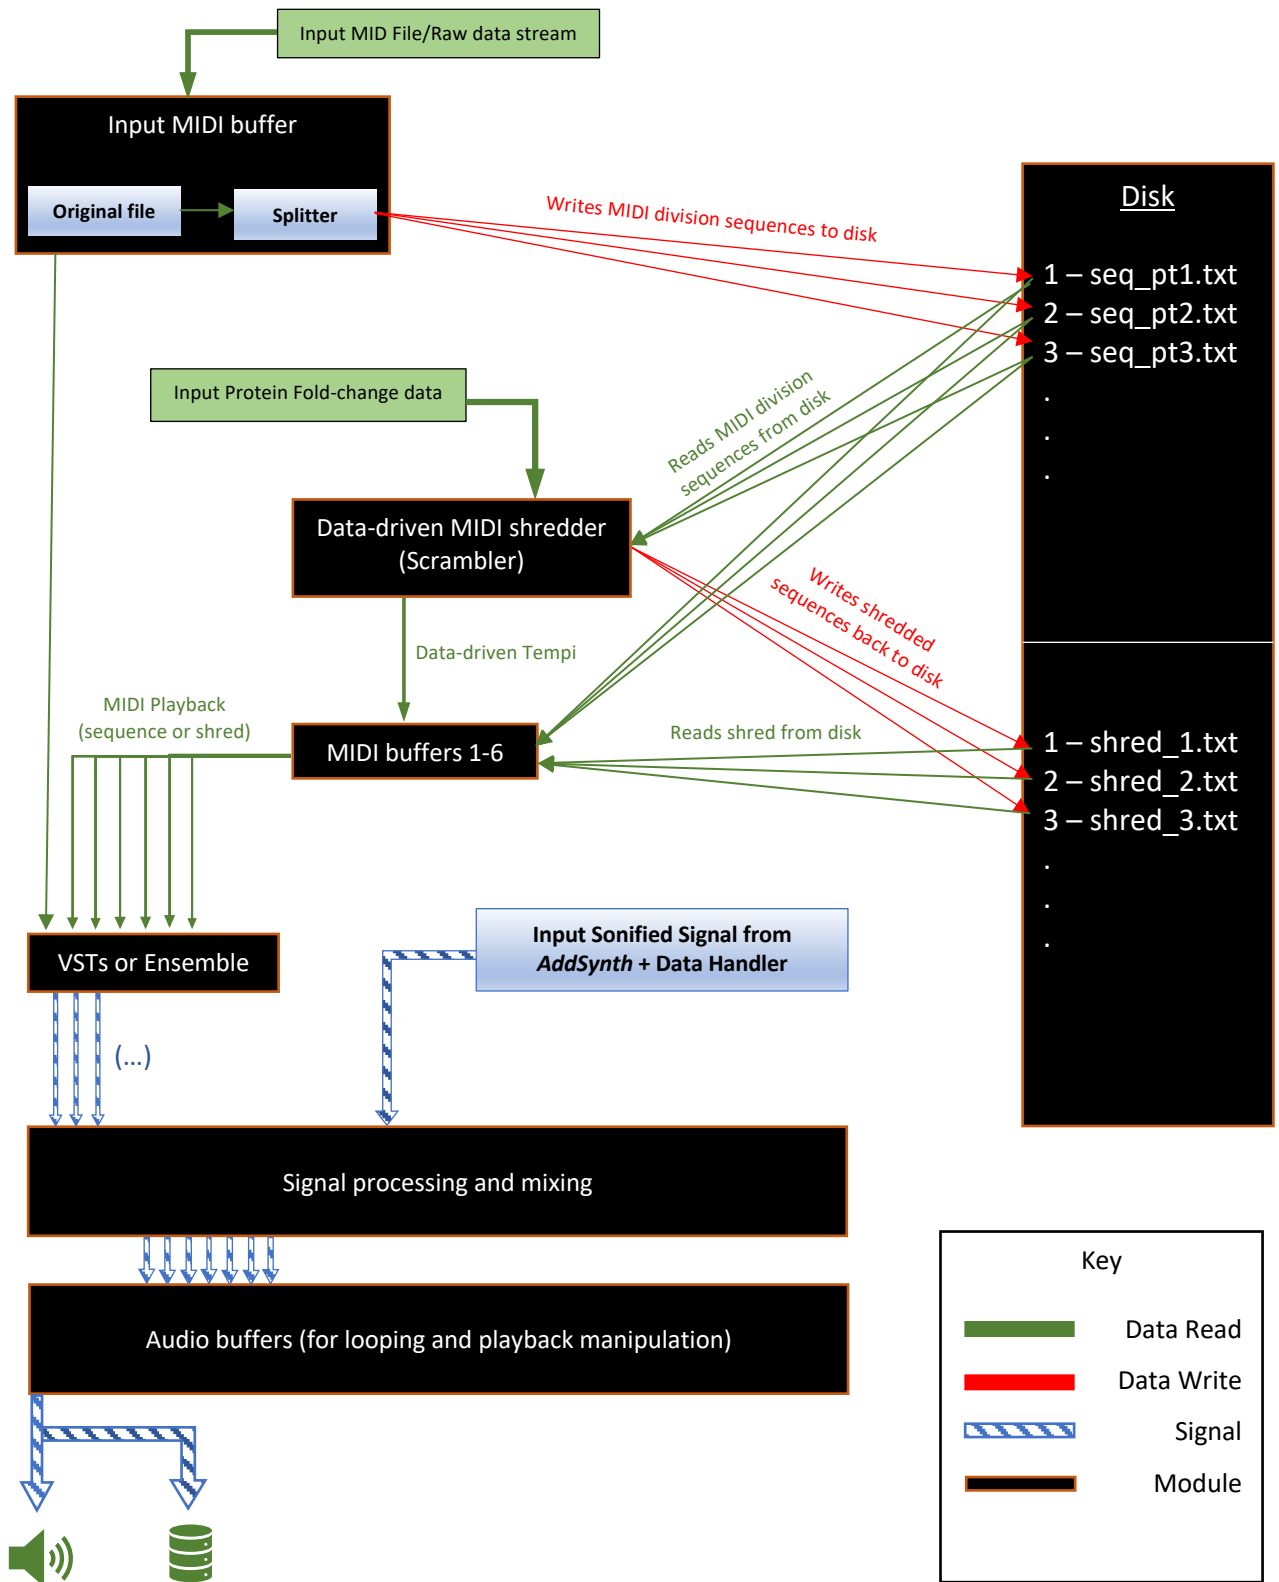 Input MID File/Raw data stream
Input MIDI buffer
Original file
Splitter
Writes MIDI division sequences to disk
Disk
1 – seq_pt1.txt
2 – seq_pt2.txt
3 – seq_pt3.txt
.
.
.
Input Protein Fold-change data
Reads MIDI division
sequences from disk
Data-driven MIDI shredder
(Scrambler)
Writes shredded
sequences back to disk
Data-driven Tempi
MIDI Playback
(sequence or shred)
MIDI buffers 1-6
Reads shred from disk
1 – shred_1.txt
2 – shred_2.txt
3 – shred_3.txt
.
.
.
VSTs or Ensemble
Input Sonified Signal from
AddSynth + Data Handler
(...)
Signal processing and mixing
Audio buffers (for looping and playback manipulation)
Key
Data Read
Data Write
Signal
Module